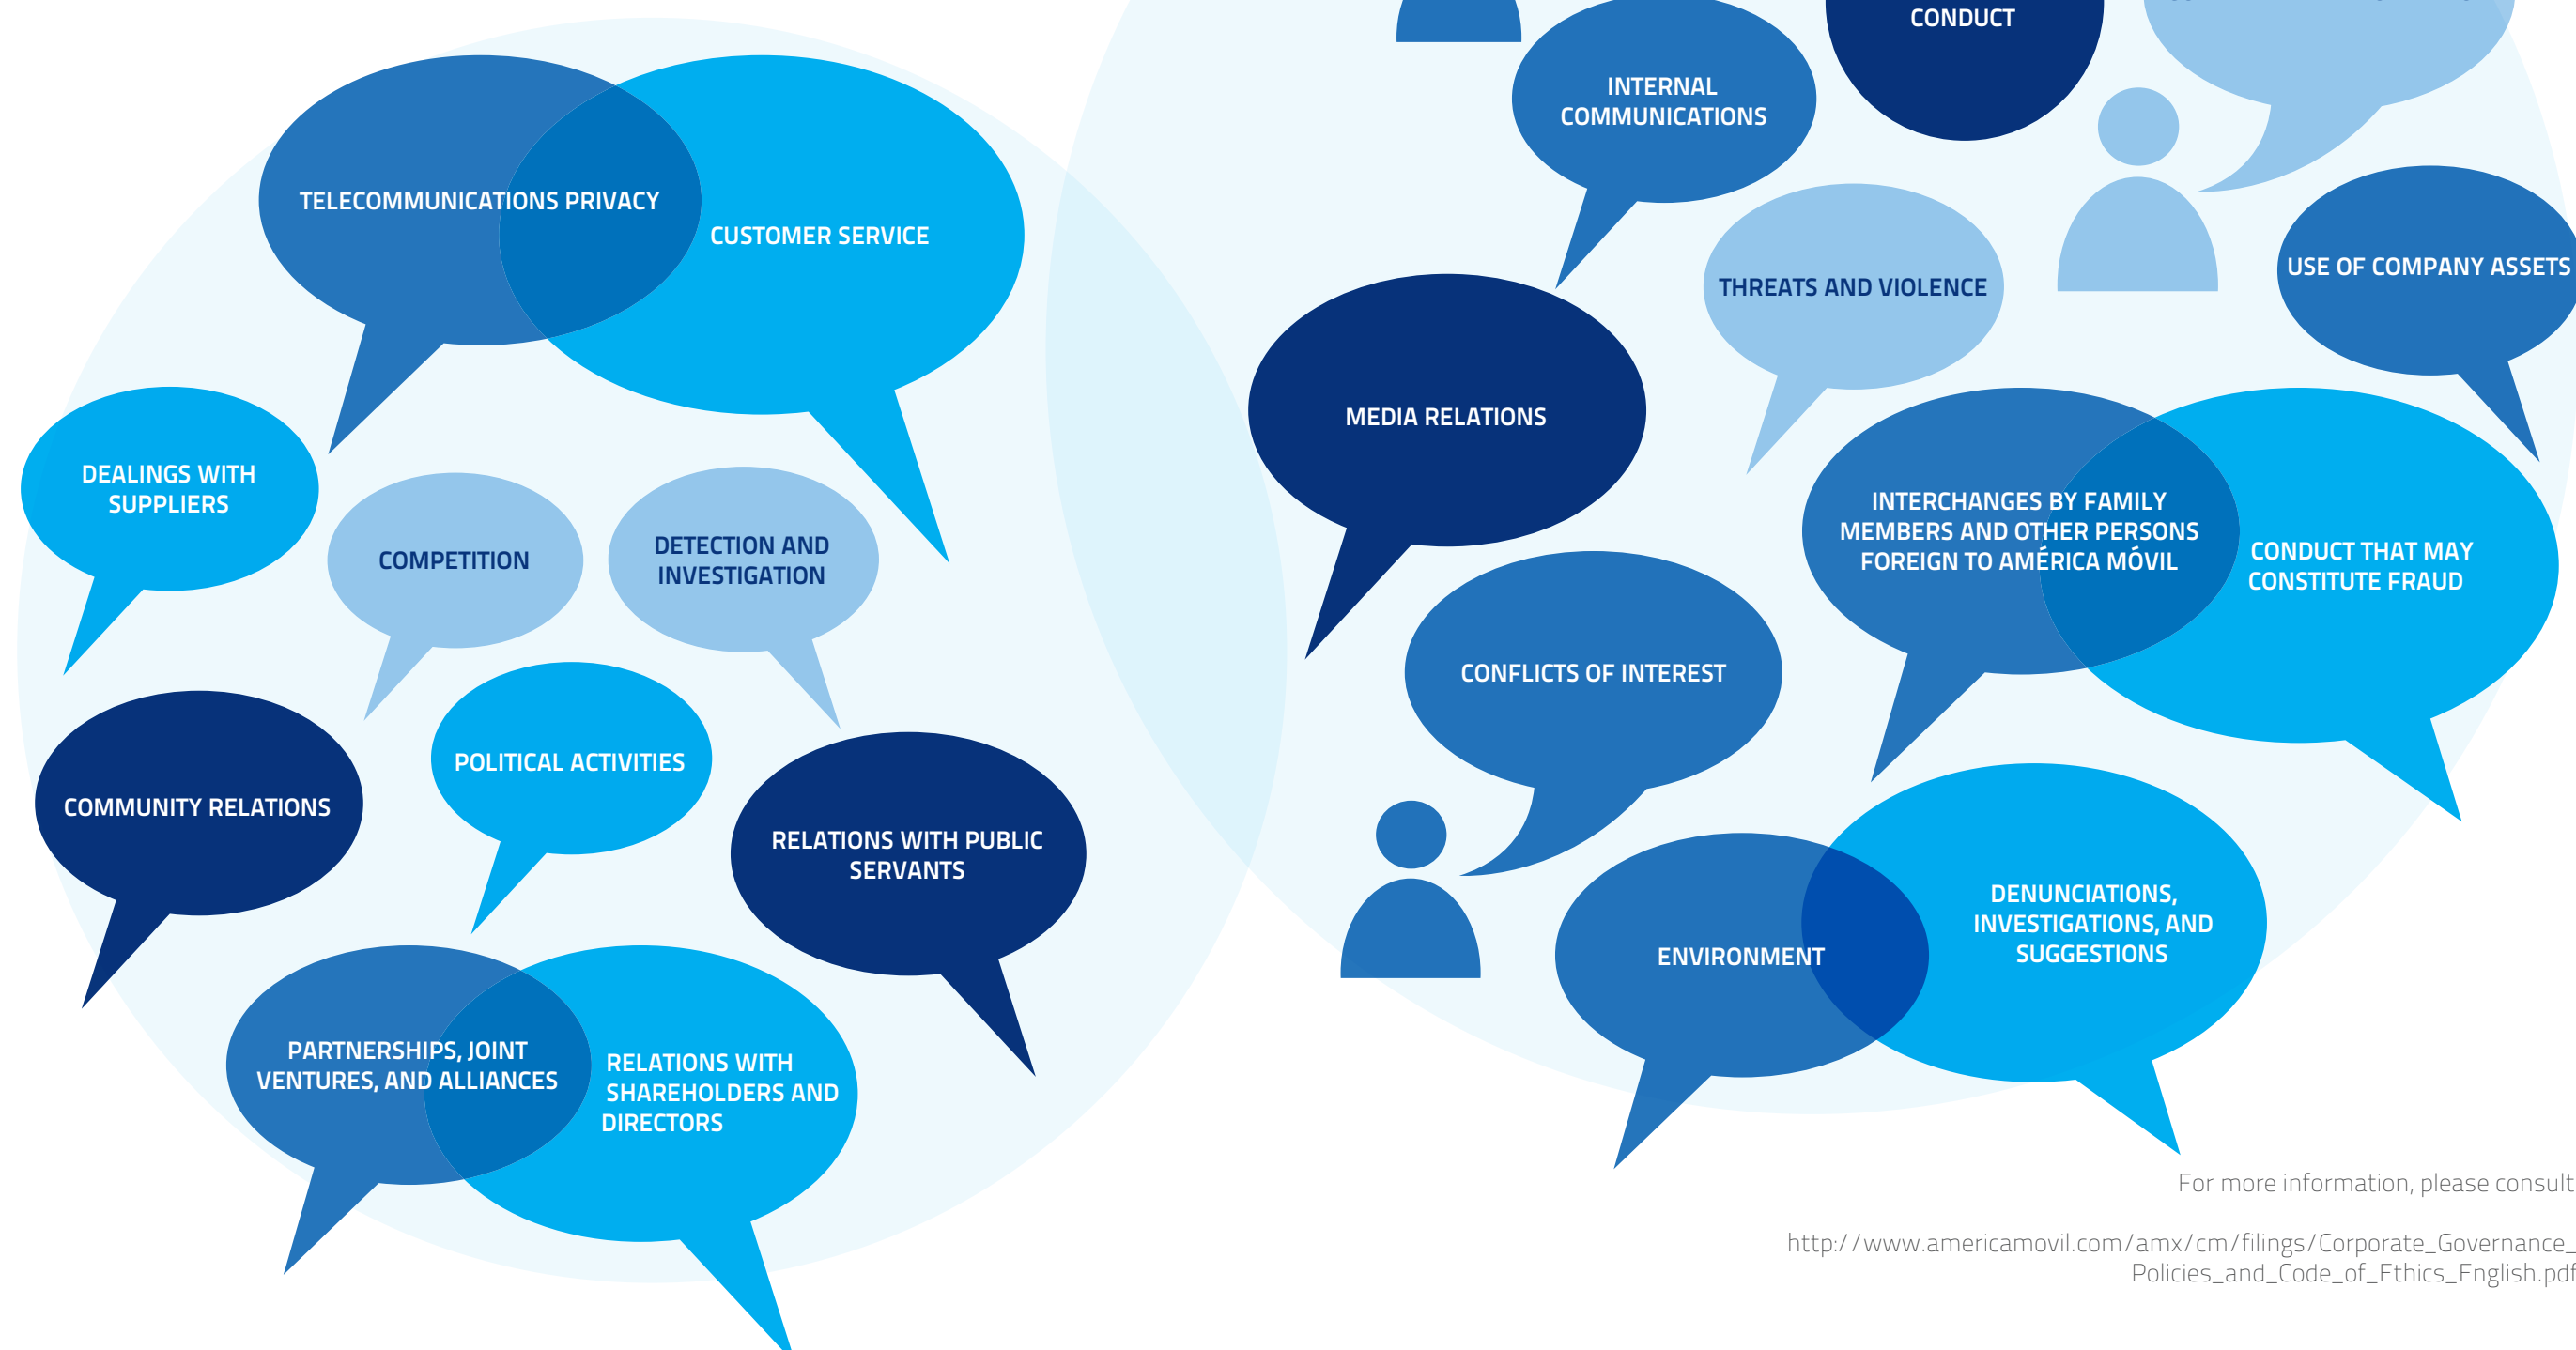 TELECOMMUNICATIONS PRIVACY
CUSTOMER SERVICE
DEALINGS WITH
SUPPLIERS
COMPETITION
DETECTION AND
INVESTIGATION
POLITICAL ACTIVITIES
COMMUNITY RELATIONS
RELATIONS WITH PUBLIC
SERVANTS
PARTNERSHIPS, JOINT
VENTURES, AND ALLIANCES
RELATIONS WITH
SHAREHOLDERS AND
DIRECTORS
CONDUCT
INTERNAL
COMMUNICATIONS
THREATS AND VIOLENCE
USE OF COMPANY ASSETS
MEDIA RELATIONS
INTERCHANGES BY FAMILY
MEMBERS AND OTHER PERSONS
FOREIGN TO AMÉRICA MÓVIL
CONDUCT THAT MAY
CONSTITUTE FRAUD
CONFLICTS OF INTEREST
ENVIRONMENT
DENUNCIATIONS,
INVESTIGATIONS, AND
SUGGESTIONS
For more information, please consult
http://www.americamovil.com/amx/cm/filings/Corporate_Governance_
Policies_and_Code_of_Ethics_English.pdf